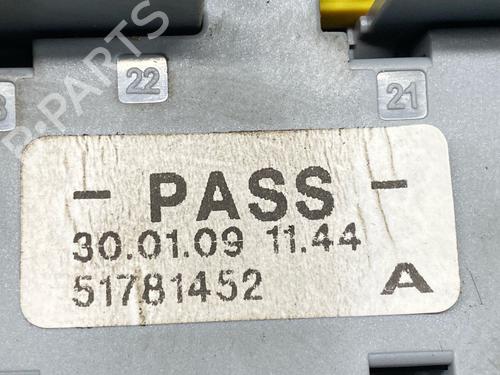 22
21
- PASS -
30.01.09 11.44
51781452 A
B-PARTS